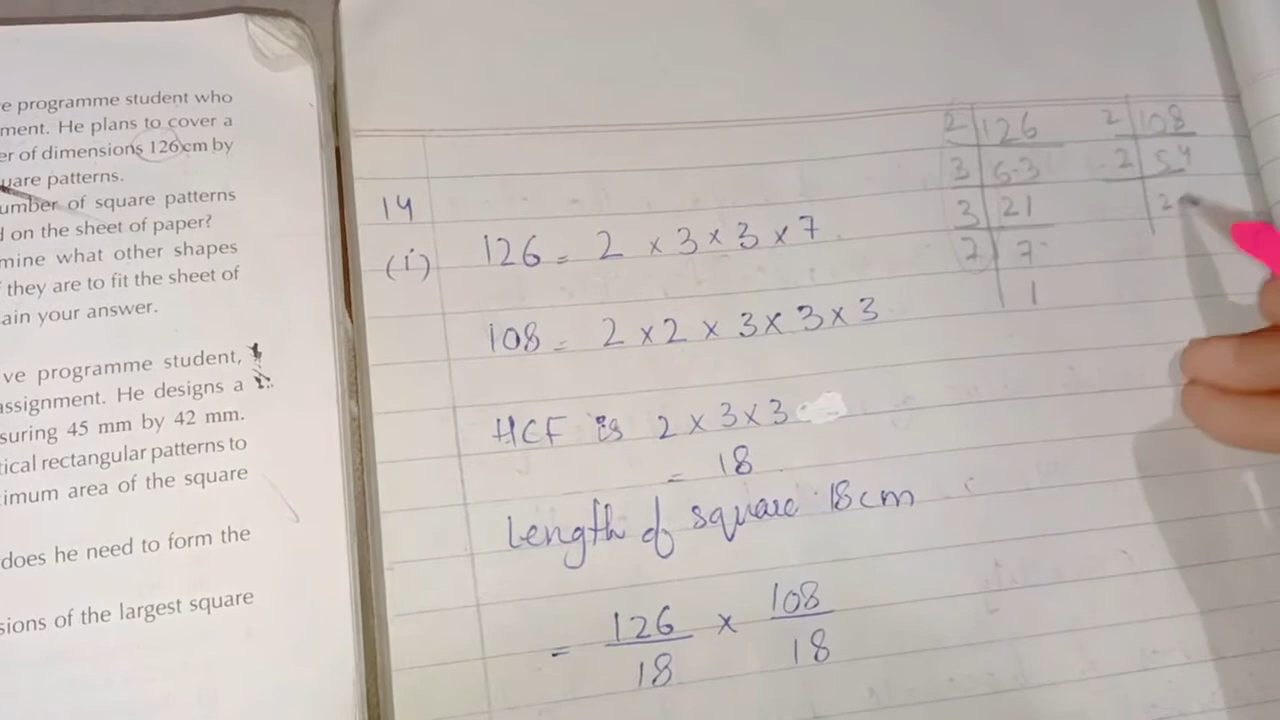 e programme student who
ment. He plans to cover a
er of dimensions 126 cm by
uare patterns.
umber of square patterns
d on the sheet of paper?
mine what other shapes
they are to fit the sheet of
ain your answer.
ve programme student,
assignment. He designs a
suring 45 mm by 42 mm.
tical rectangular patterns to
imum area of the square
does he need to form the
sions of the largest square
14
(i) 126 = 2 × 3 × 3 × 7
108 = 2 × 2 × 3 × 3 × 3
HCF is 2 × 3 × 3
= 18
Length of square 18 cm
= 126/18 × 108/18
2 126
3 63
3 21
7 7
1
2 108
2 54
2